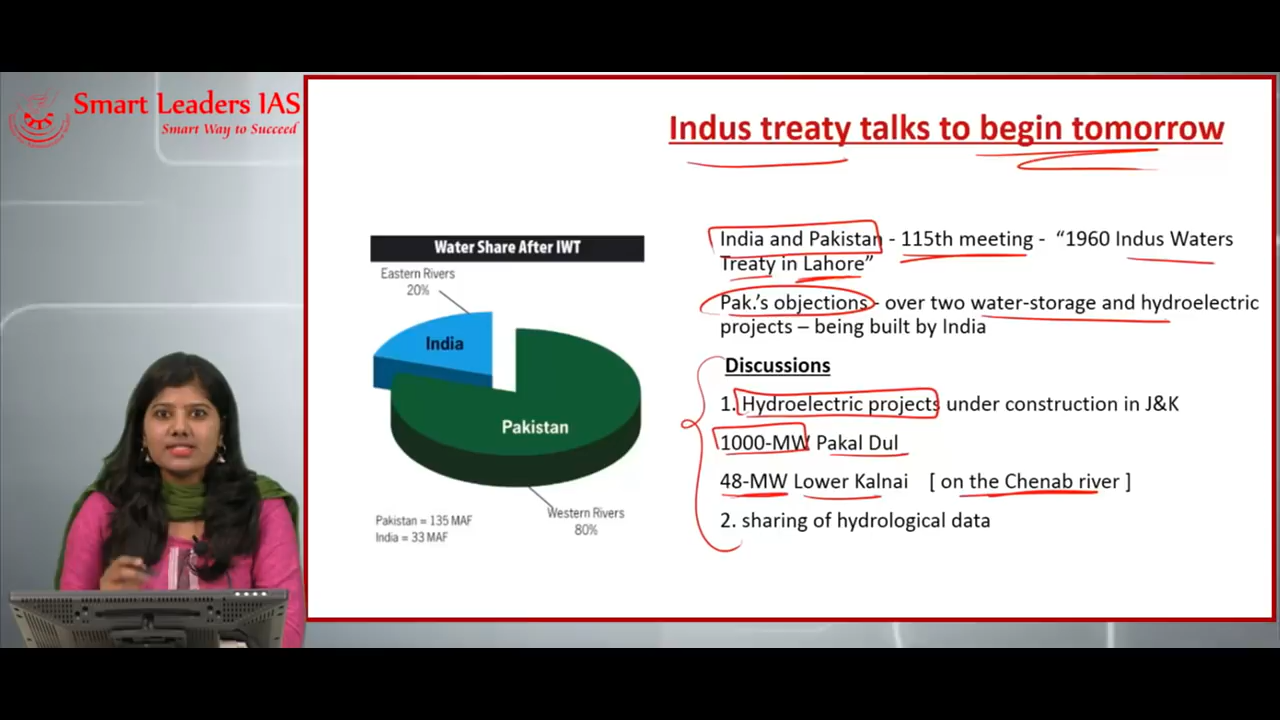 Smart Leaders IAS
Smart Way to Succeed
Indus treaty talks to begin tomorrow
Water Share After IWT
Eastern Rivers
20%
India
Pakistan
Western Rivers
80%
Pakistan = 135 MAF
India = 33 MAF
India and Pakistan - 115th meeting - “1960 Indus Waters
Treaty in Lahore”
Pak.’s objections - over two water-storage and hydroelectric
projects – being built by India
Discussions
1. Hydroelectric projects under construction in J&K
1000-MW Pakal Dul
48-MW Lower Kalnai [ on the Chenab river ]
2. sharing of hydrological data